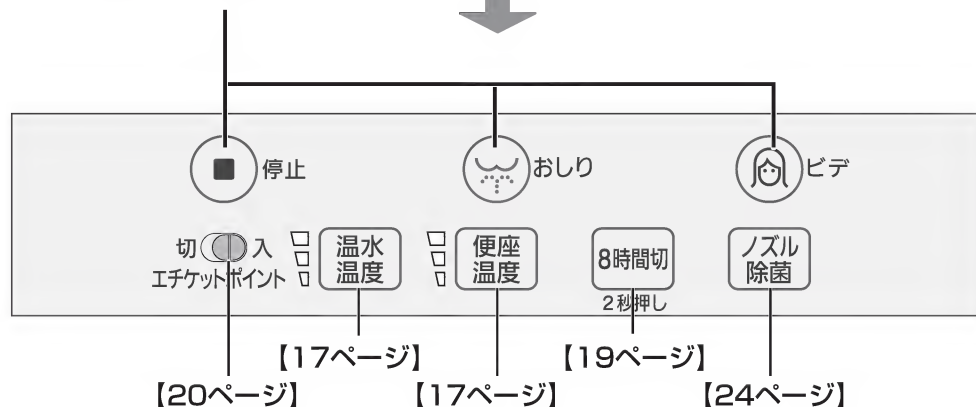 停止
おしり
ビデ
切
入
エチケットポイント
温水
温度
便座
温度
8時間切
2秒押し
ノズル
除菌
【17ページ】
【19ページ】
【20ページ】
【17ページ】
【24ページ】